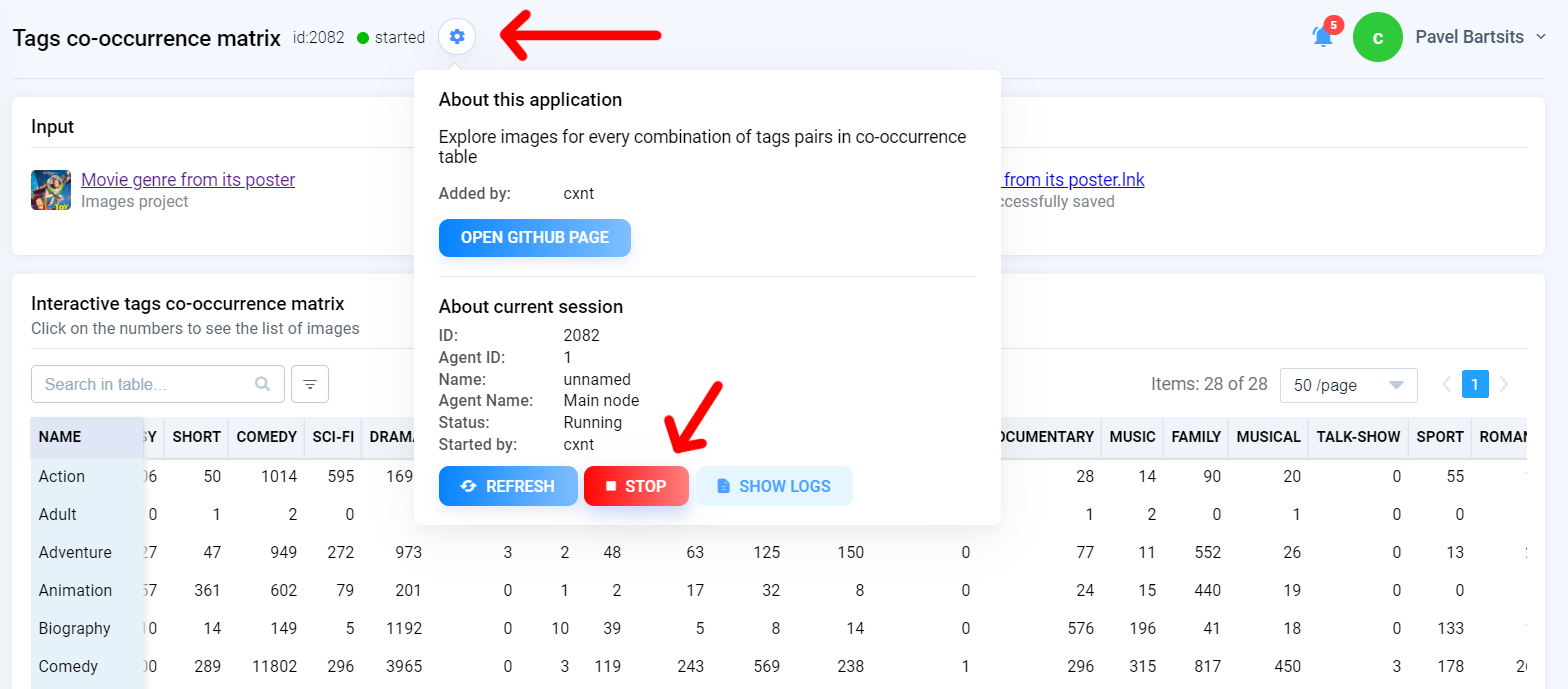 Tags co-occurrence matrix id:2082 started 5 c Pavel Bartsits
About this application
Explore images for every combination of tags pairs in co-occurrence
table
Added by: cxnt
OPEN GITHUB PAGE
About current session
ID: 2082
Agent ID: 1
Name: unnamed
Agent Name: Main node
Status: Running
Started by: cxnt
REFRESH STOP SHOW LOGS
Input
Movie genre from its poster
Images project
from its poster.lnk
ccessfully saved
Interactive tags co-occurrence matrix
Click on the numbers to see the list of images
Search in table... Items: 28 of 28 50 /page 1
NAME SY SHORT COMEDY SCI-FI DRAMA OCUMENTARY MUSIC FAMILY MUSICAL TALK-SHOW SPORT ROMAN
Action 06 50 1014 595 169 28 14 90 20 0 55
Adult 0 1 2 0 1 2 0 1 0 0
Adventure 27 47 949 272 973 3 2 48 63 125 150 0 77 11 552 26 0 13
Animation 57 361 602 79 201 0 1 2 17 32 8 0 24 15 440 19 0 0
Biography 10 14 149 5 1192 0 10 39 5 8 14 0 576 196 41 18 0 133
Comedy 00 289 11802 296 3965 0 3 119 243 569 238 1 296 315 817 450 3 178 20